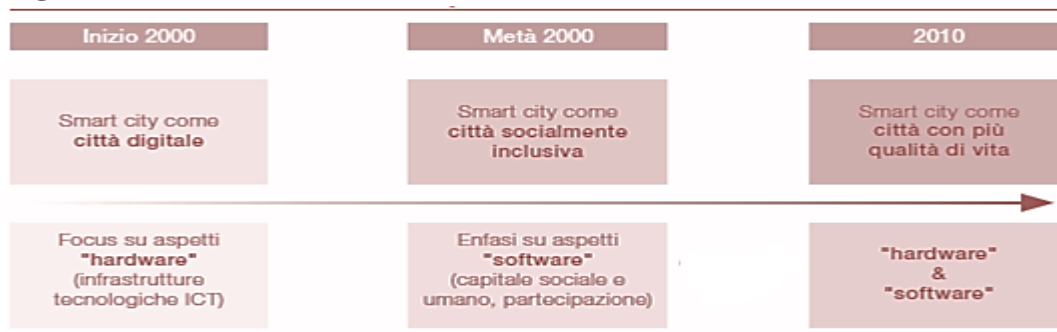 Inizio 2000
Metà 2000
2010
Smart city come
città digitale
Smart city come
città socialmente
inclusiva
Smart city come
città con più
qualità di vita
Focus su aspetti
"hardware"
(infrastrutture
tecnologiche ICT)
Enfasi su aspetti
"software"
(capitale sociale e
umano, partecipazione)
"hardware"
&
"software"